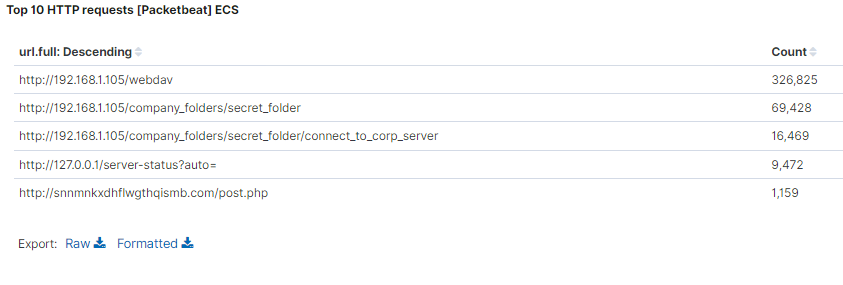 Top 10 HTTP requests [Packetbeat] ECS
url.full: Descending Count
http://192.168.1.105/webdav 326,825
http://192.168.1.105/company_folders/secret_folder 69,428
http://192.168.1.105/company_folders/secret_folder/connect_to_corp_server 16,469
http://127.0.0.1/server-status?auto= 9,472
http://snnmnkxdhflwgthqismb.com/post.php 1,159
Export: Raw Formatted